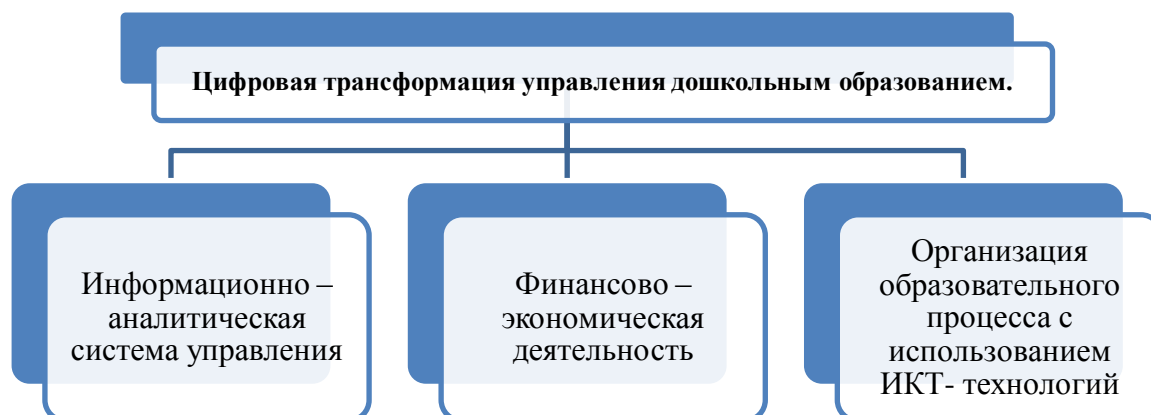 Цифровая трансформация управления дошкольным образованием.
Информационно –
аналитическая
система управления
Финансово –
экономическая
деятельность
Организация
образовательного
процесса с
использованием
ИКТ- технологий